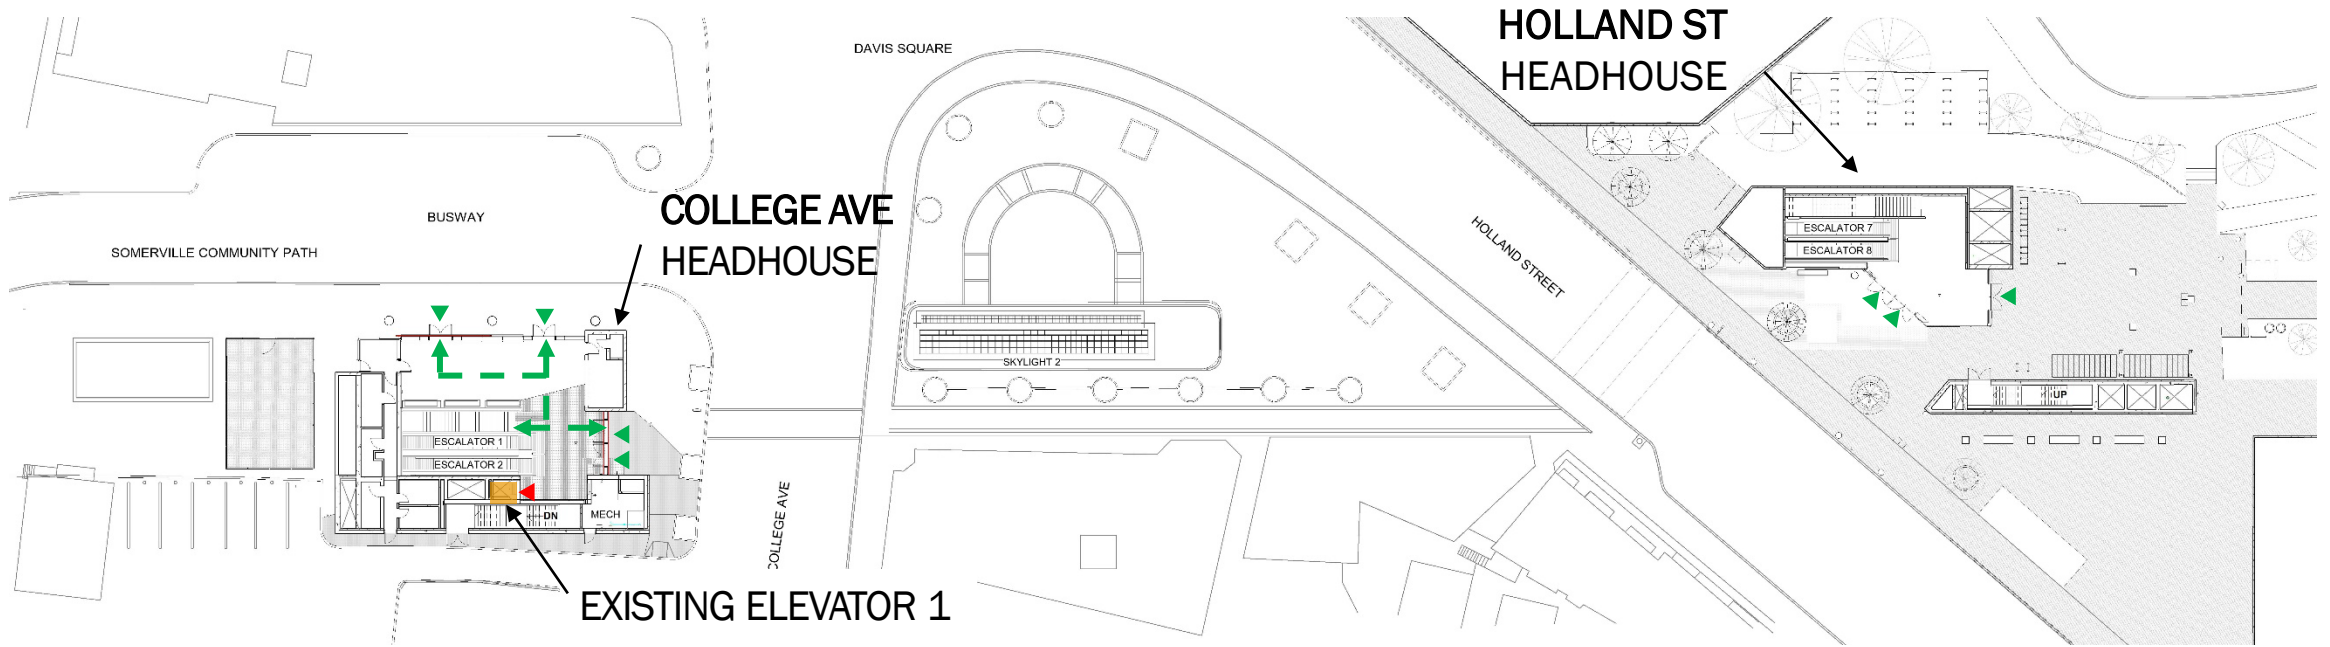 HOLLAND ST
HEADHOUSE
DAVIS SQUARE
COLLEGE AVE
HEADHOUSE
BUSWAY
SOMERVILLE COMMUNITY PATH
HOLLAND STREET
ESCALATOR 7
ESCALATOR 8
SKYLIGHT 2
ESCALATOR 1
ESCALATOR 2
UP
DN
MECH
COLLEGE AVE
EXISTING ELEVATOR 1